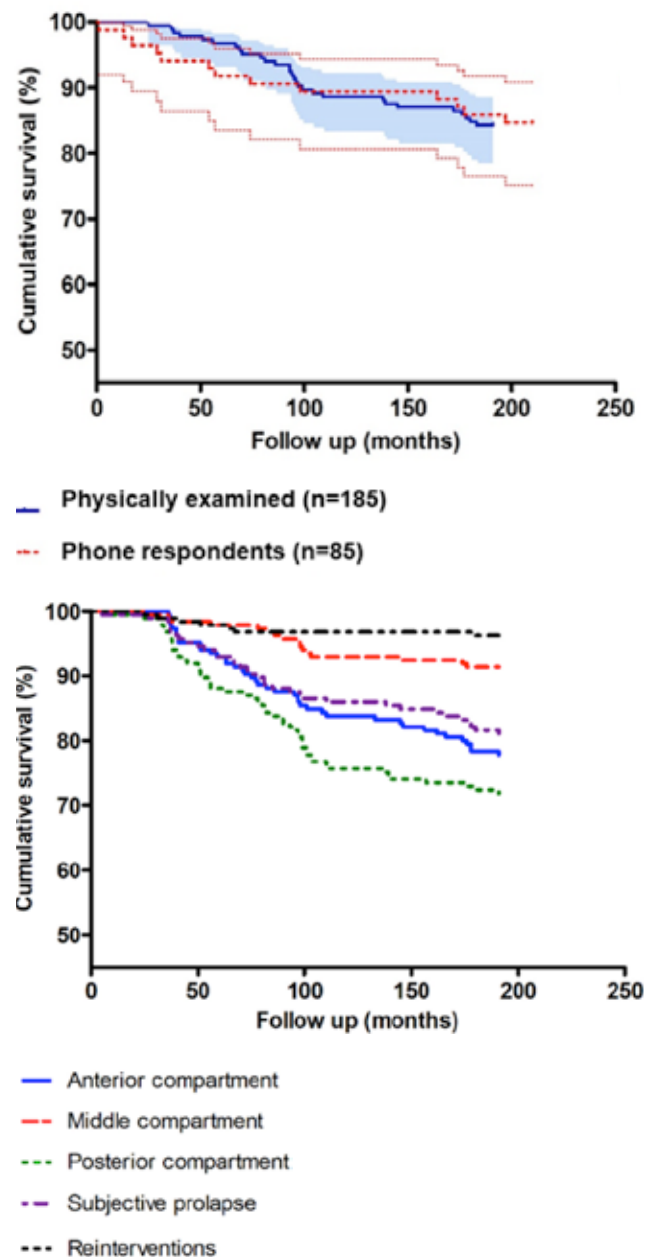 100
90
80
70
60
50
Cumulative survival (%)
0 50 100 150 200 250
Follow up (months)
Physically examined (n=185)
Phone respondents (n=85)
100
90
80
70
60
50
Cumulative survival (%)
0 50 100 150 200 250
Follow up (months)
Anterior compartment
Middle compartment
Posterior compartment
Subjective prolapse
Reinterventions